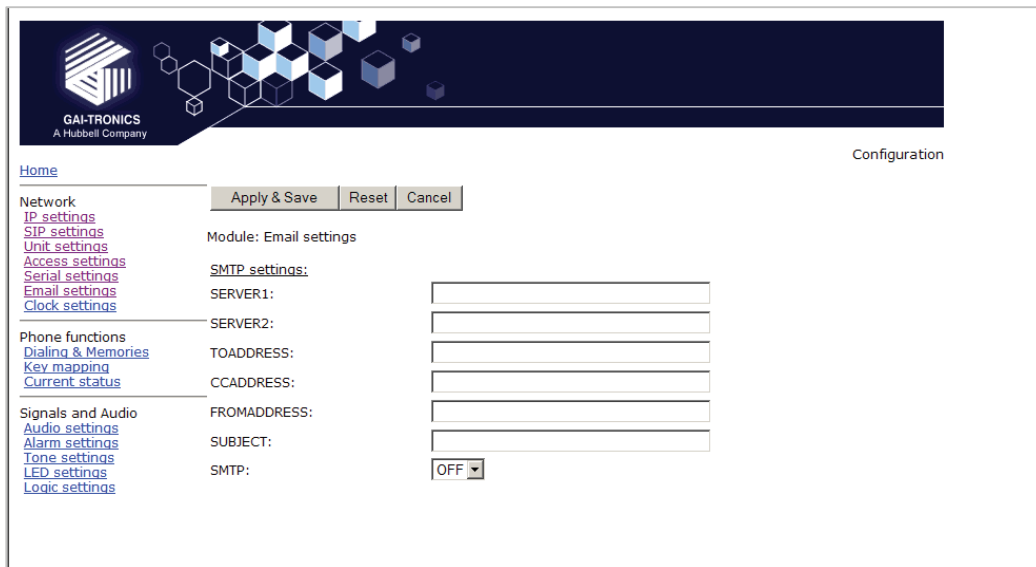 GAI-TRONICS
A Hubbell Company
Configuration
Home
Network
IP settings
SIP settings
Unit settings
Access settings
Serial settings
Email settings
Clock settings
Phone functions
Dialing & Memories
Key mapping
Current status
Signals and Audio
Audio settings
Alarm settings
Tone settings
LED settings
Logic settings
Apply & Save Reset Cancel
Module: Email settings
SMTP settings:
SERVER1:
SERVER2:
TOADDRESS:
CCADDRESS:
FROMADDRESS:
SUBJECT:
SMTP: OFF